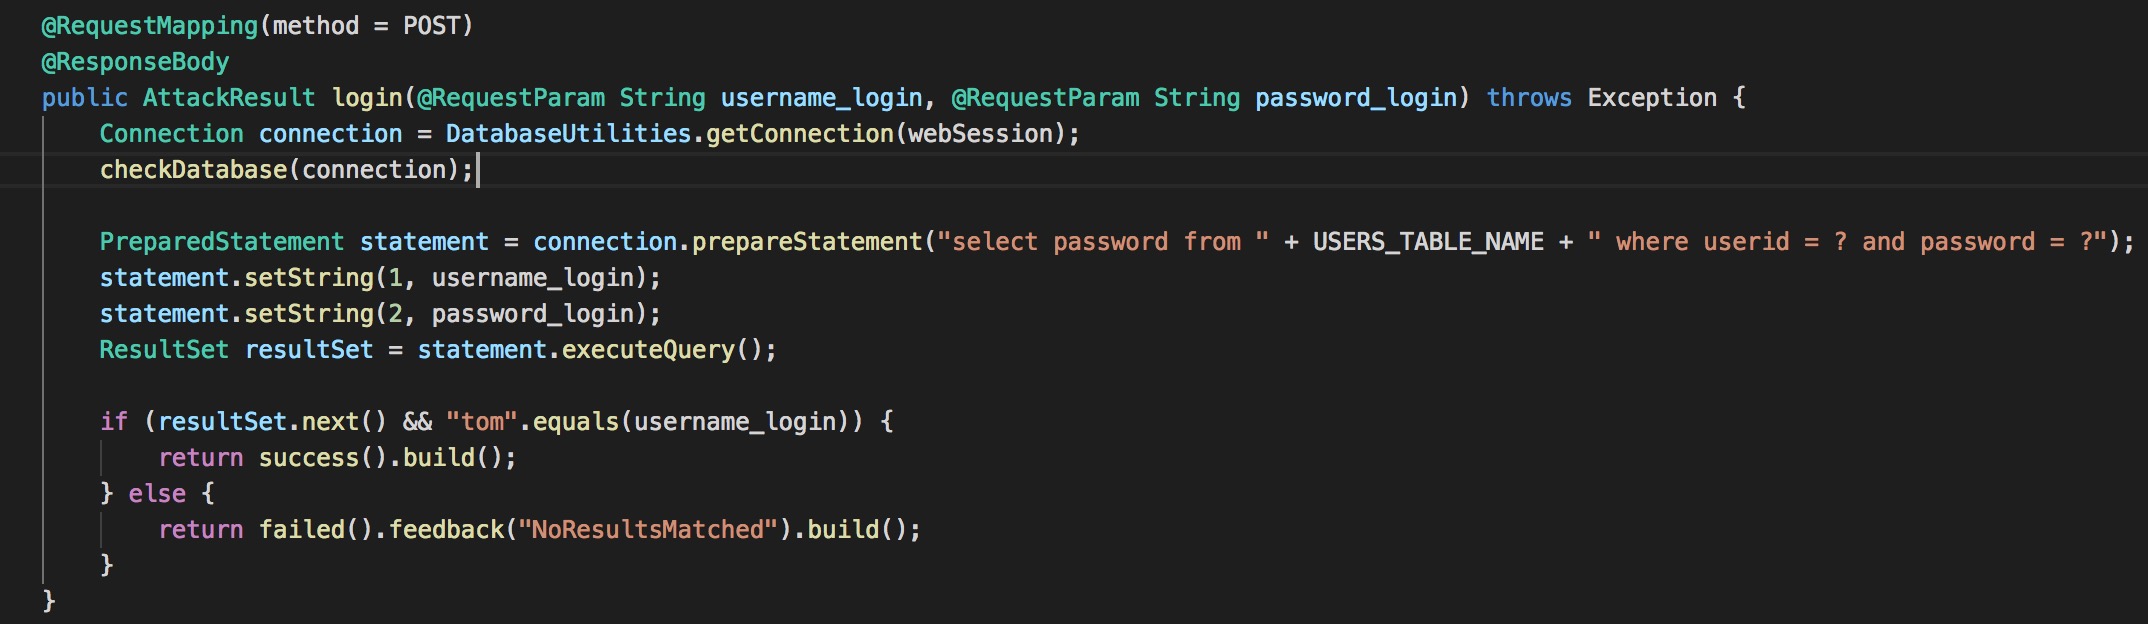 @RequestMapping(method = POST)
@ResponseBody
public AttackResult login(@RequestParam String username_login, @RequestParam String password_login) throws Exception {
    Connection connection = DatabaseUtilities.getConnection(webSession);
    checkDatabase(connection);

    PreparedStatement statement = connection.prepareStatement("select password from " + USERS_TABLE_NAME + " where userid = ? and password = ?");
    statement.setString(1, username_login);
    statement.setString(2, password_login);
    ResultSet resultSet = statement.executeQuery();

    if (resultSet.next() && "tom".equals(username_login)) {
        return success().build();
    } else {
        return failed().feedback("NoResultsMatched").build();
    }
}